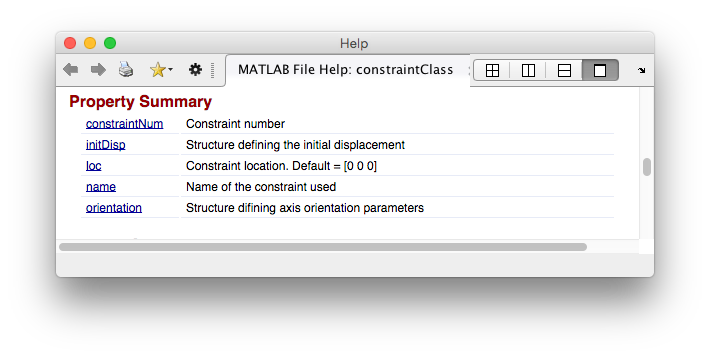 Help
MATLAB File Help: constraintClass
Property Summary
constraintNum Constraint number
initDisp Structure defining the initial displacement
loc Constraint location. Default = [0 0 0]
name Name of the constraint used
orientation Structure difining axis orientation parameters